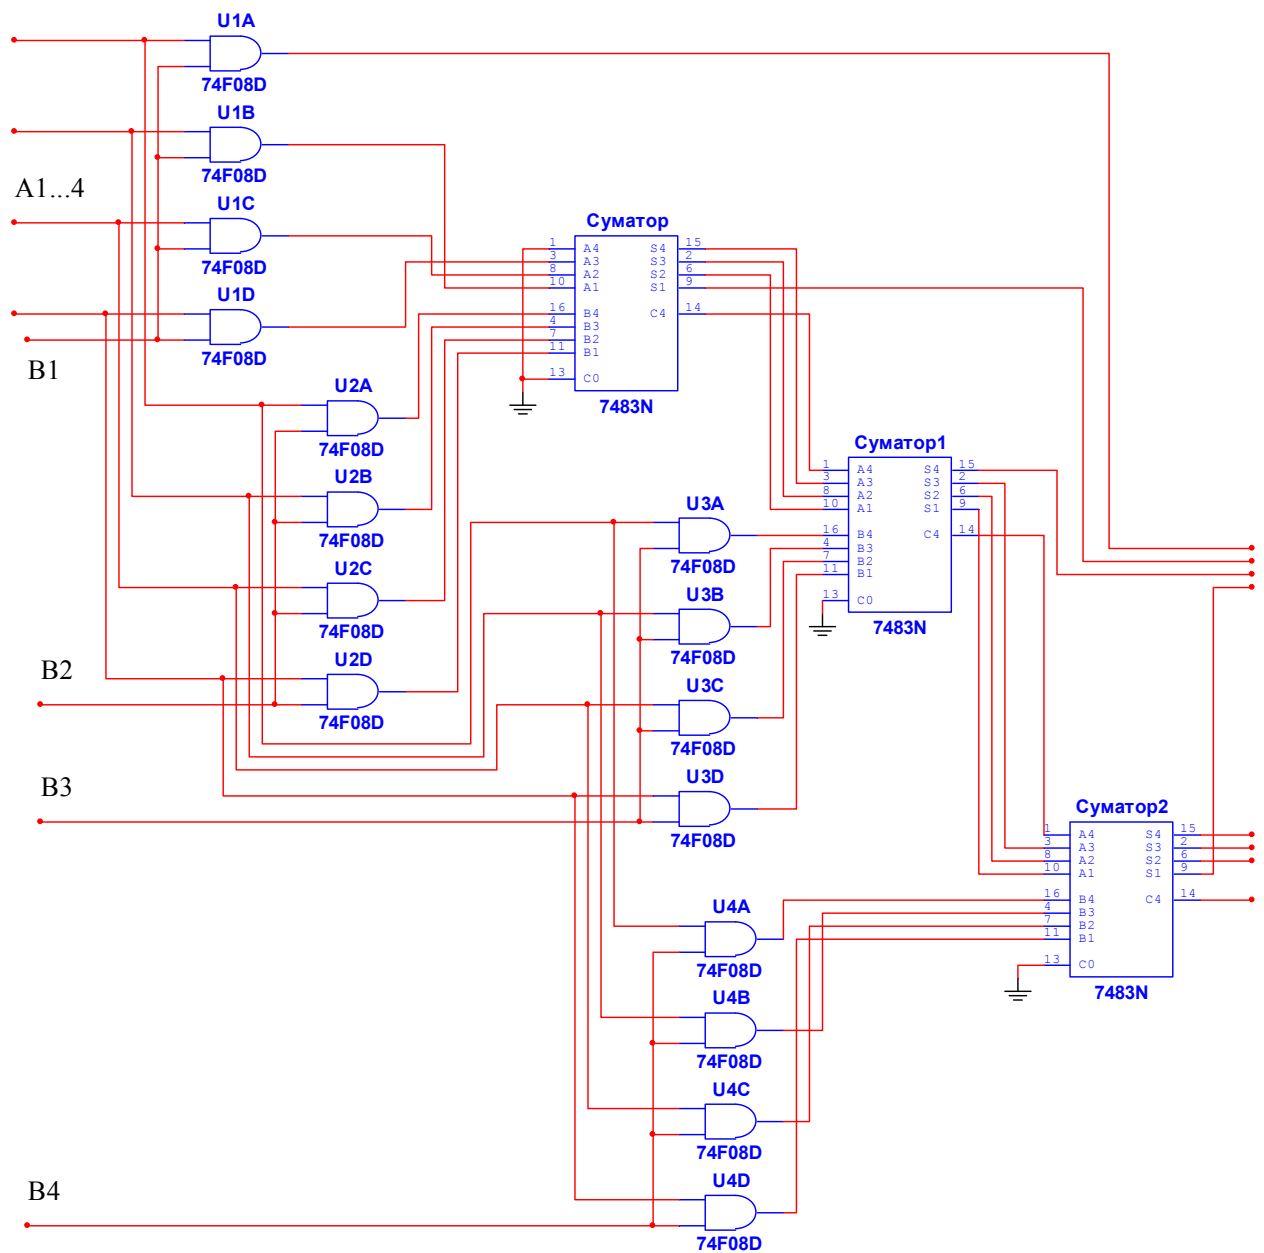 U1A
74F08D
U1B
74F08D
A1...4
U1C
74F08D
U1D
74F08D
B1
Суматор
1 A4 S4 15
3 A3 S3 2
8 A2 S2 6
10 A1 S1 9
16 B4 C4 14
4 B3
7 B2
11 B1
13 C0
7483N
U2A
74F08D
U2B
74F08D
U2C
74F08D
B2
U2D
74F08D
Суматор1
1 A4 S4 15
3 A3 S3 2
8 A2 S2 6
10 A1 S1 9
16 B4 C4 14
4 B3
7 B2
11 B1
13 C0
7483N
U3A
74F08D
U3B
74F08D
U3C
74F08D
B3
U3D
74F08D
Суматор2
1 A4 S4 15
3 A3 S3 2
8 A2 S2 6
10 A1 S1 9
16 B4 C4 14
4 B3
7 B2
11 B1
13 C0
7483N
U4A
74F08D
U4B
74F08D
U4C
74F08D
B4
U4D
74F08D